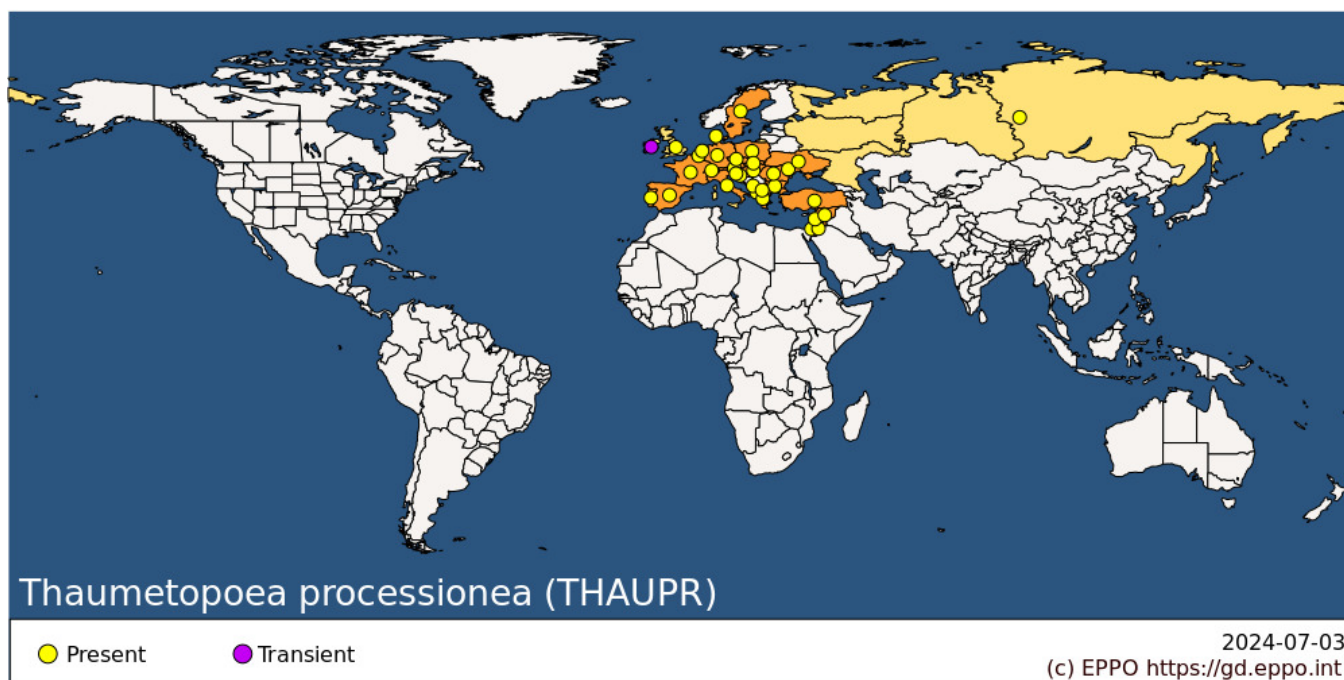 Thaumetopoea processionea (THAUPR)
Present
Transient
2024-07-03
(c) EPPO https://gd.eppo.int